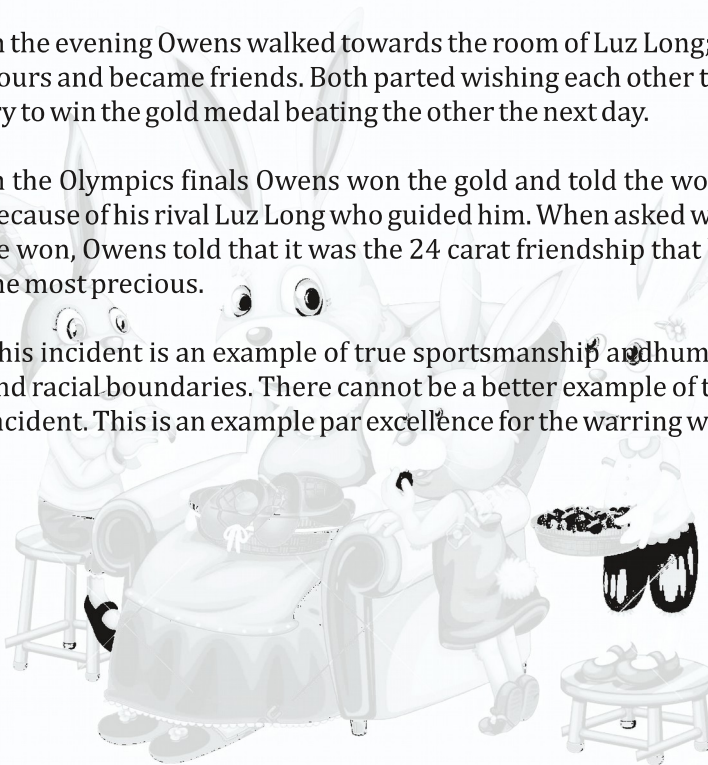 n the evening Owens walked towards the room of Luz Long;
ours and became friends. Both parted wishing each other t
ry to win the gold medal beating the other the next day.
n the Olympics finals Owens won the gold and told the wo
ecause of his rival Luz Long who guided him. When asked w
e won, Owens told that it was the 24 carat friendship that
he most precious.
his incident is an example of true sportsmanship andhum
nd racial boundaries. There cannot be a better example of t
ncident. This is an example par excellence for the warring w